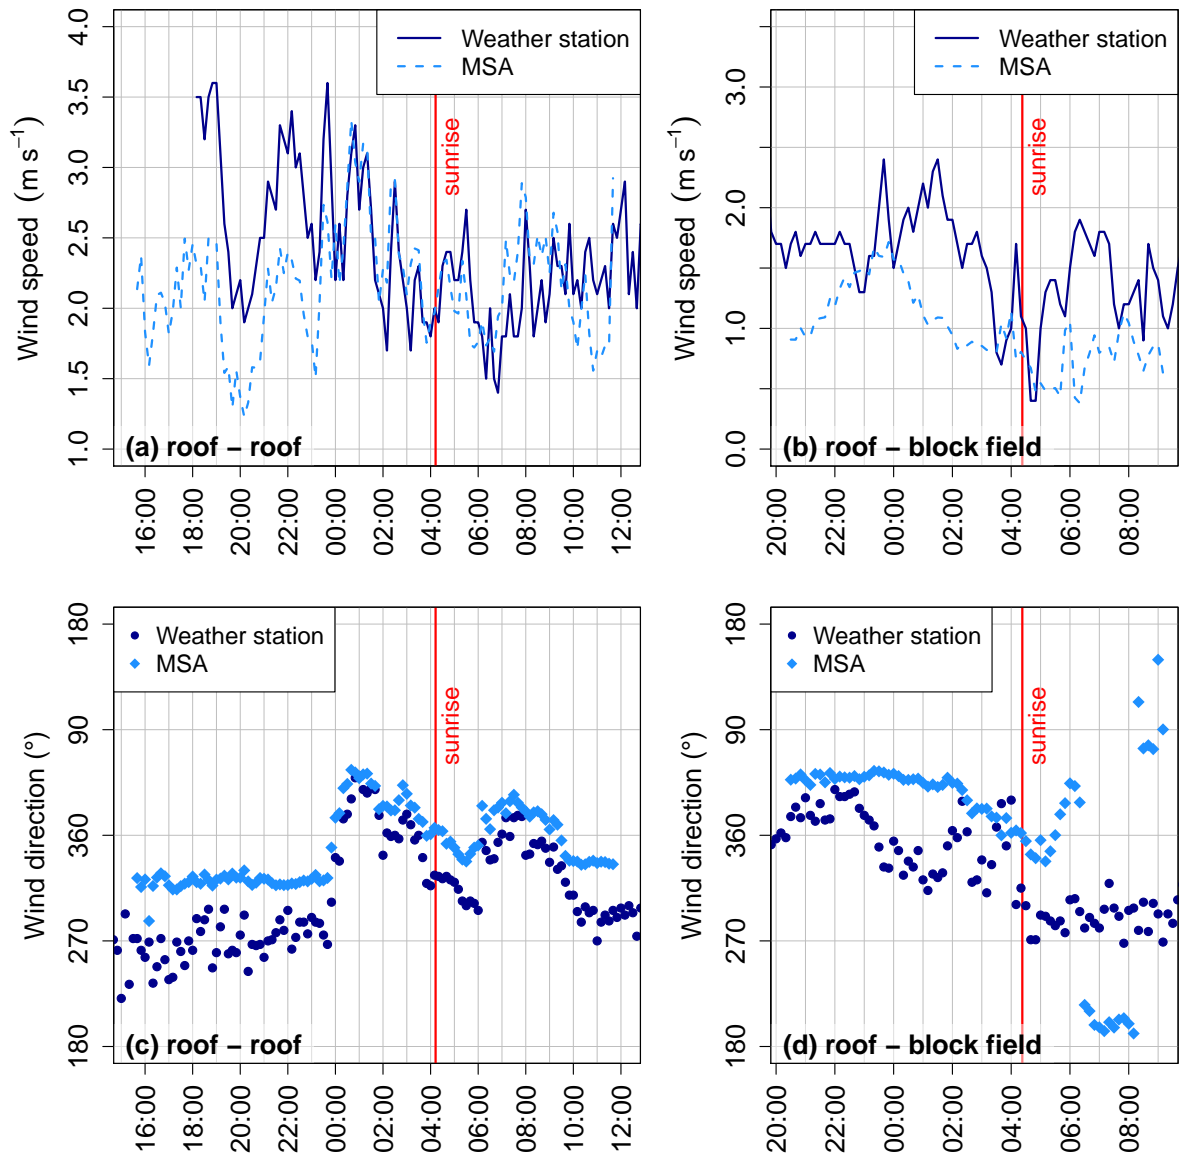 Wind speed (m s⁻¹)
4.0
3.5
3.0
2.5
2.0
1.5
1.0
Weather station
MSA
sunrise
(a) roof – roof
16:00
18:00
20:00
22:00
00:00
02:00
04:00
06:00
08:00
10:00
12:00
Wind speed (m s⁻¹)
3.0
2.0
1.0
0.0
Weather station
MSA
sunrise
(b) roof – block field
20:00
22:00
00:00
02:00
04:00
06:00
08:00
Wind direction (°)
180
90
360
270
180
Weather station
MSA
sunrise
(c) roof – roof
16:00
18:00
20:00
22:00
00:00
02:00
04:00
06:00
08:00
10:00
12:00
Wind direction (°)
180
90
360
270
180
Weather station
MSA
sunrise
(d) roof – block field
20:00
22:00
00:00
02:00
04:00
06:00
08:00